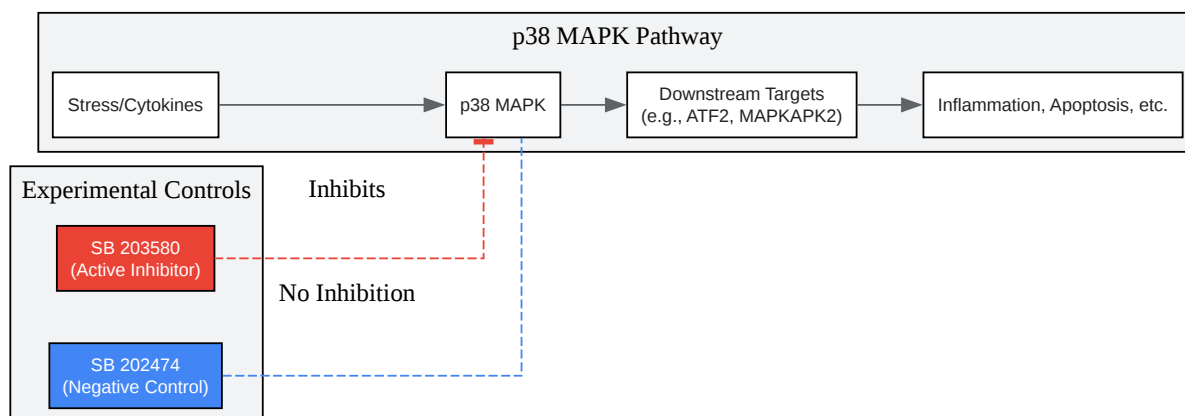 p38 MAPK Pathway
Stress/Cytokines
p38 MAPK
Downstream Targets
(e.g., ATF2, MAPKAPK2)
Inflammation, Apoptosis, etc.
Experimental Controls
Inhibits
SB 203580
(Active Inhibitor)
No Inhibition
SB 202474
(Negative Control)